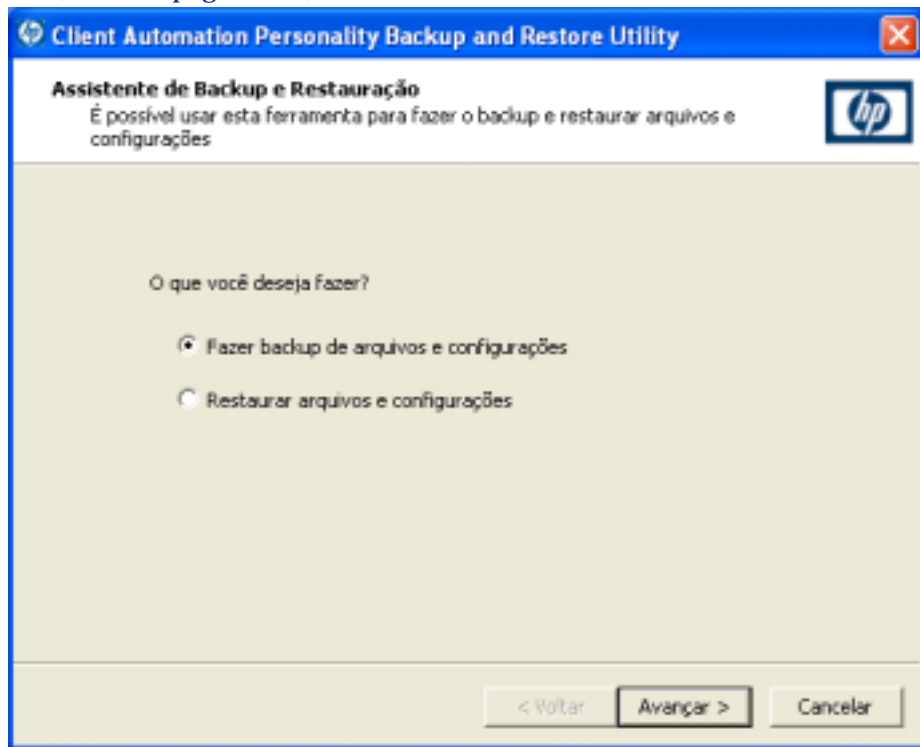 Client Automation Personality Backup and Restore Utility
Assistente de Backup e Restauração
É possível usar esta ferramenta para fazer o backup e restaurar arquivos e
configurações
hp
O que você deseja fazer?
Fazer backup de arquivos e configurações
Restaurar arquivos e configurações
< Voltar
Avançar >
Cancelar